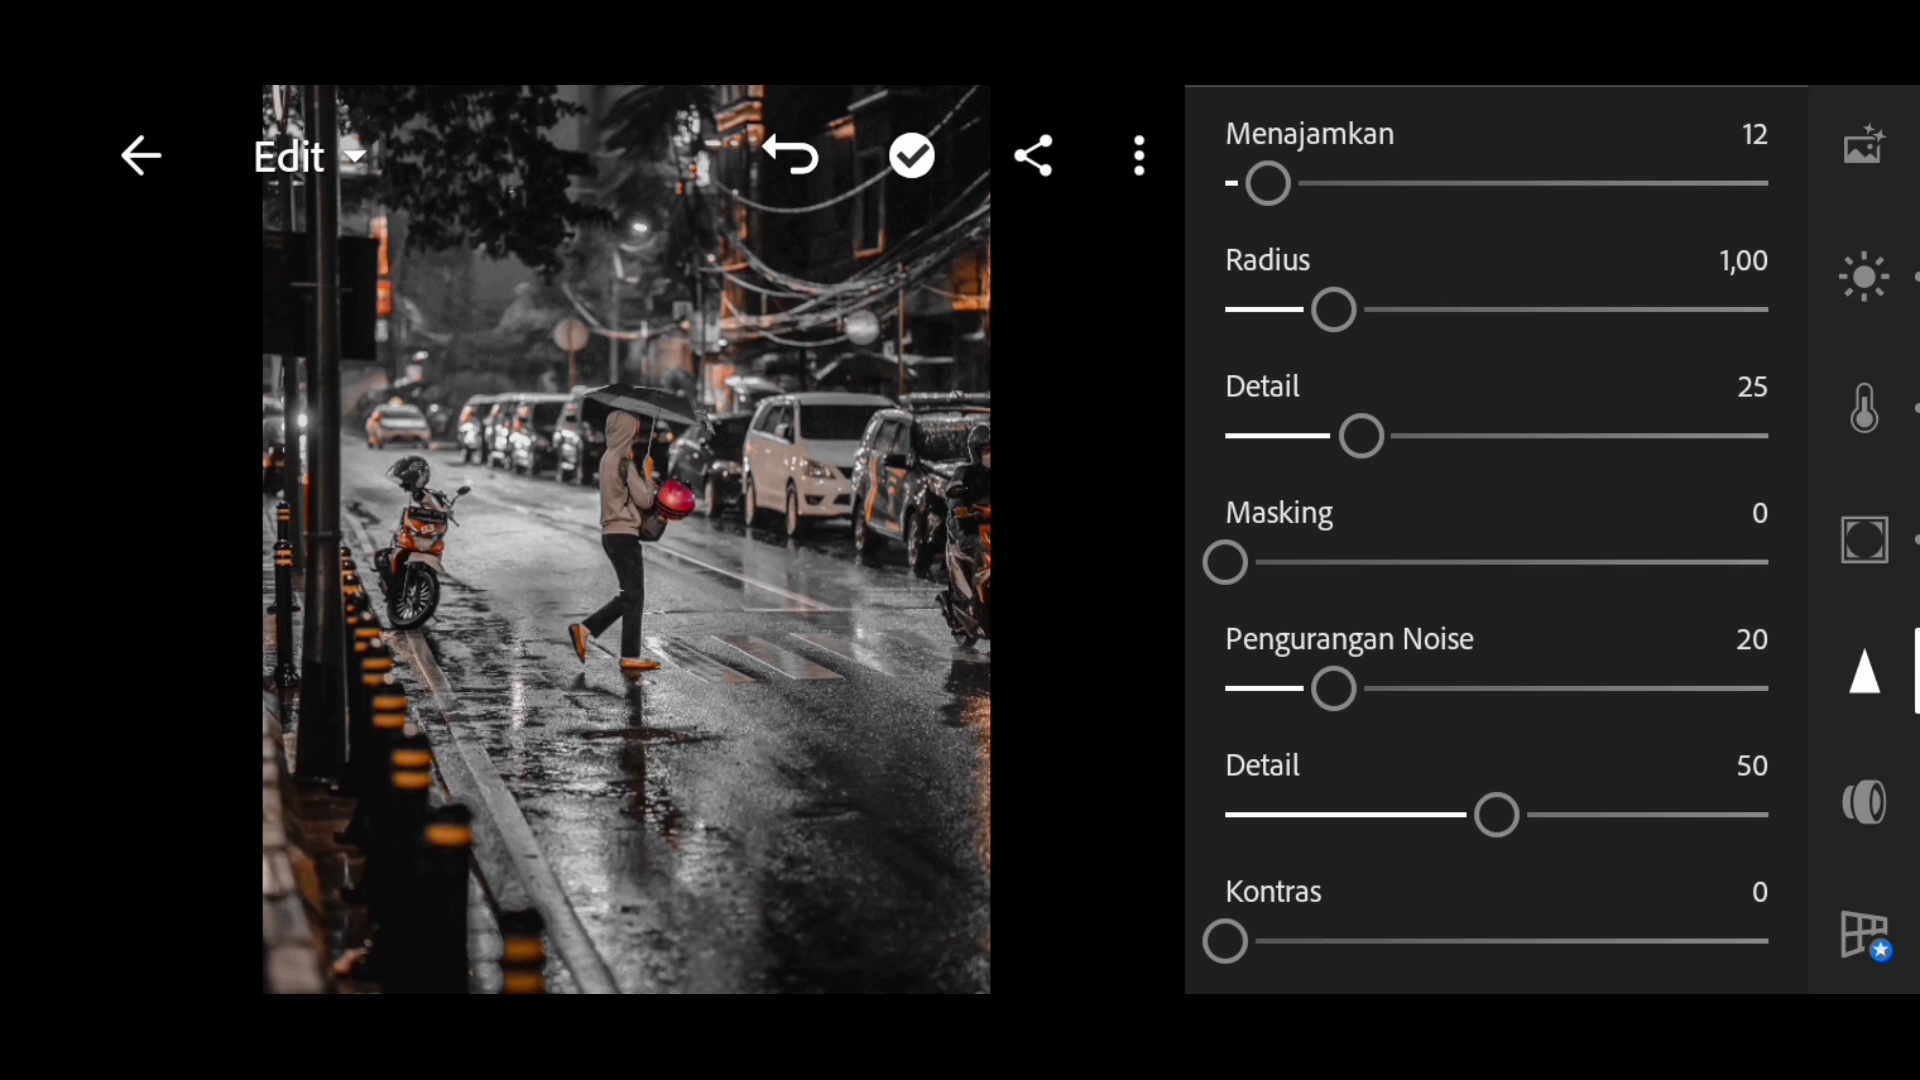 Edit
Menajamkan 12
Radius 1,00
Detail 25
Masking 0
Pengurangan Noise 20
Detail 50
Kontras 0